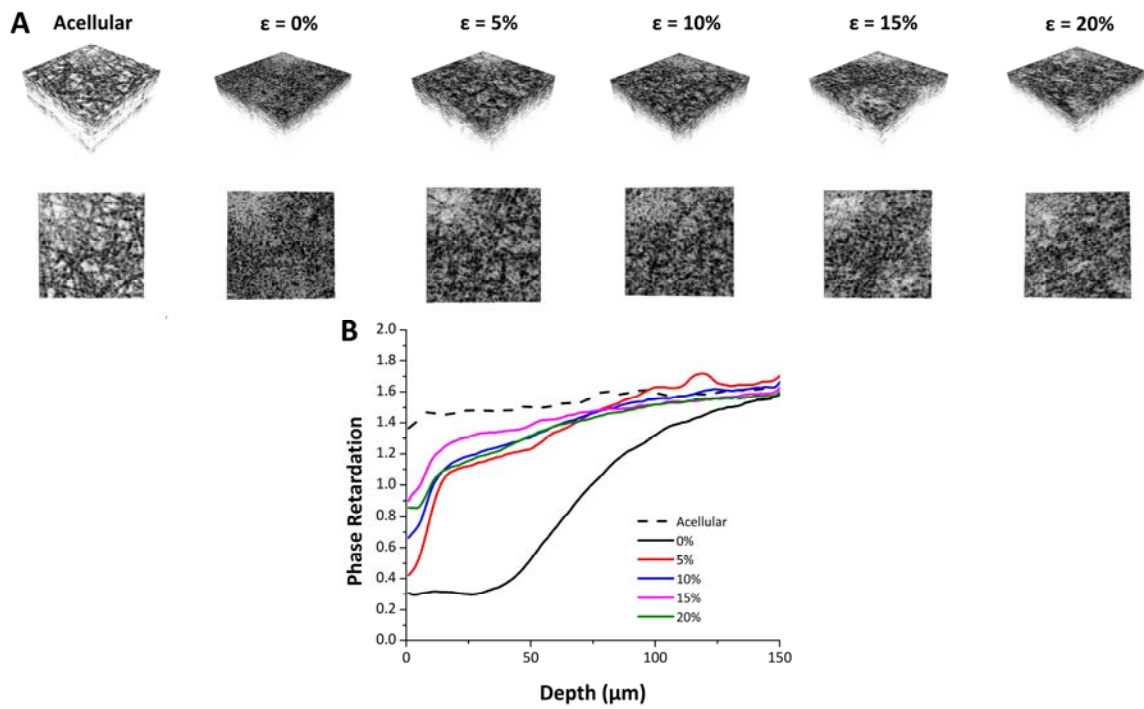 A
Acellular
ε = 0%
ε = 5%
ε = 10%
ε = 15%
ε = 20%
B
2.0
1.8
1.6
1.4
1.2
1.0
0.8
0.6
0.4
0.2
0.0
Phase Retardation
Acellular
0%
5%
10%
15%
20%
0
50
100
150
Depth (μm)